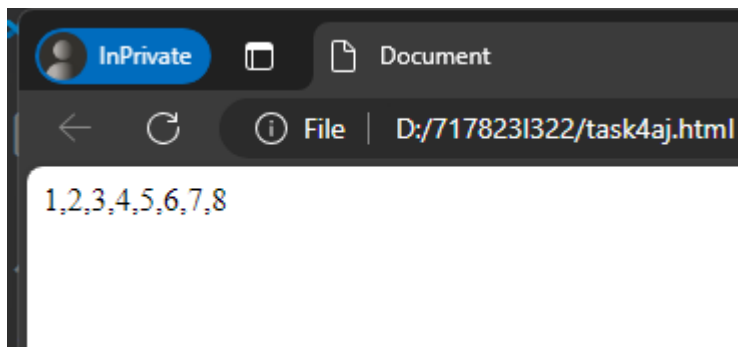 InPrivate
Document
File
D:/717823l322/task4aj.html
1,2,3,4,5,6,7,8